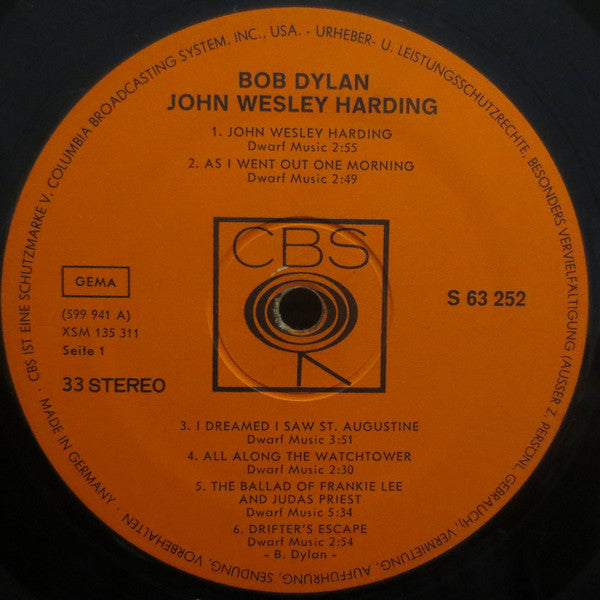 CBS IST EINE SCHUTZMARKE V. COLUMBIA BROADCASTING SYSTEM, INC., USA. · URHEBER- U. LEISTUNGSSCHUTZRECHTE, BESONDERS VERVIELFÄLTIGUNG (AUSSER Z. PERSÖNL. GEBRAUCH), VERMIETUNG, AUFFÜHRUNG, SENDUNG, VORBEHALTEN · MADE IN GERMANY ·
BOB DYLAN
JOHN WESLEY HARDING
1. JOHN WESLEY HARDING
Dwarf Music 2:55
2. AS I WENT OUT ONE MORNING
Dwarf Music 2:49
CBS
GEMA
(599 941 A)
XSM 135 311
Seite 1
33 STEREO
S 63 252
3. I DREAMED I SAW ST. AUGUSTINE
Dwarf Music 3:51
4. ALL ALONG THE WATCHTOWER
Dwarf Music 2:30
5. THE BALLAD OF FRANKIE LEE
AND JUDAS PRIEST
Dwarf Music 5:34
6. DRIFTER'S ESCAPE
Dwarf Music 2:54
- B. Dylan -